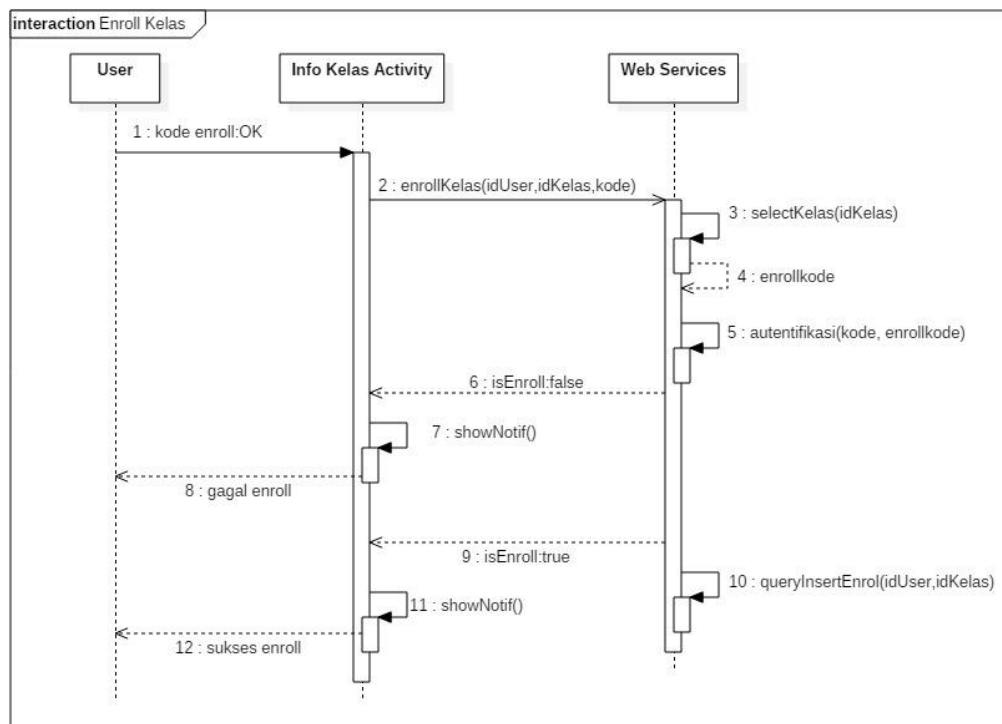 interaction Enroll Kelas
User
Info Kelas Activity
Web Services
1 : kode enroll:OK
2 : enrollKelas(idUser,idKelas,kode)
3 : selectKelas(idKelas)
4 : enrollkode
5 : autentifikasi(kode, enrollkode)
6 : isEnroll:false
7 : showNotif()
8 : gagal enroll
9 : isEnroll:true
10 : queryInsertEnrol(idUser,idKelas)
11 : showNotif()
12 : sukses enroll